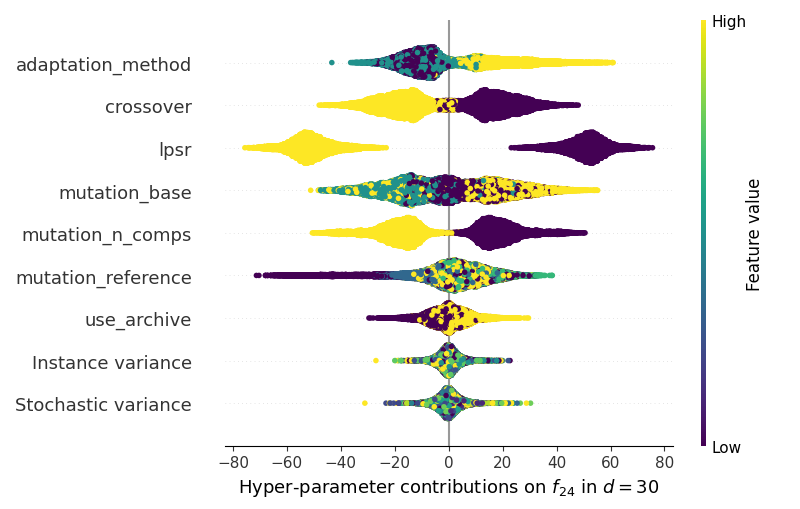 High
adaptation_method
crossover
lpsr
mutation_base
mutation_n_comps
mutation_reference
use_archive
Instance variance
Stochastic variance
Feature value
Low
−80 −60 −40 −20 0 20 40 60 80
Hyper-parameter contributions on f₂₄ in d = 30